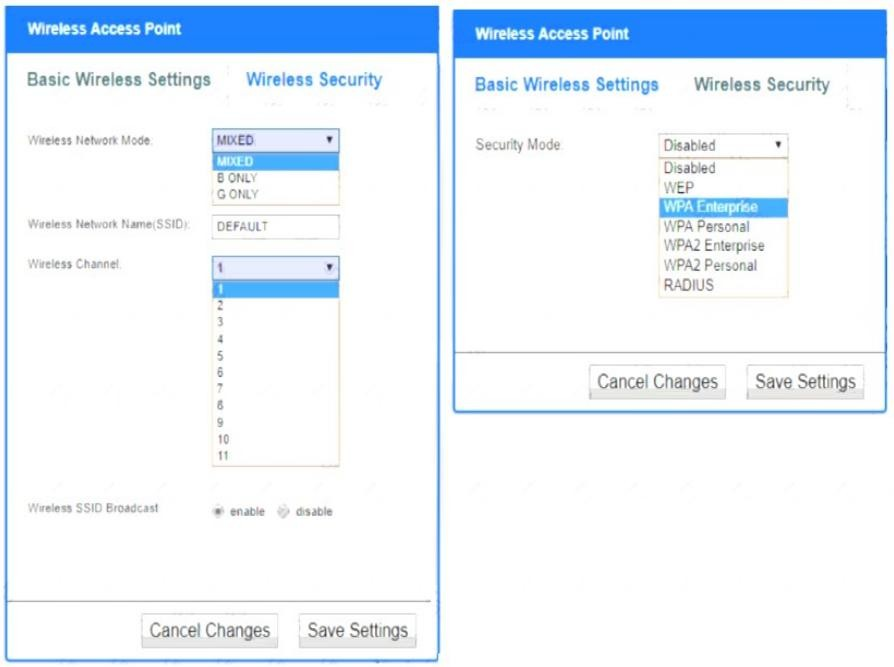 Wireless Access Point
Basic Wireless Settings Wireless Security
Wireless Network Mode:
MIXED
MIXED
B ONLY
G ONLY
Wireless Network Name(SSID):
DEFAULT
Wireless Channel:
1
1
2
3
4
5
6
7
8
9
10
11
Wireless SSID Broadcast
enable disable
Cancel Changes Save Settings
Wireless Access Point
Basic Wireless Settings Wireless Security
Security Mode:
Disabled
Disabled
WEP
WPA Enterprise
WPA Personal
WPA2 Enterprise
WPA2 Personal
RADIUS
Cancel Changes Save Settings